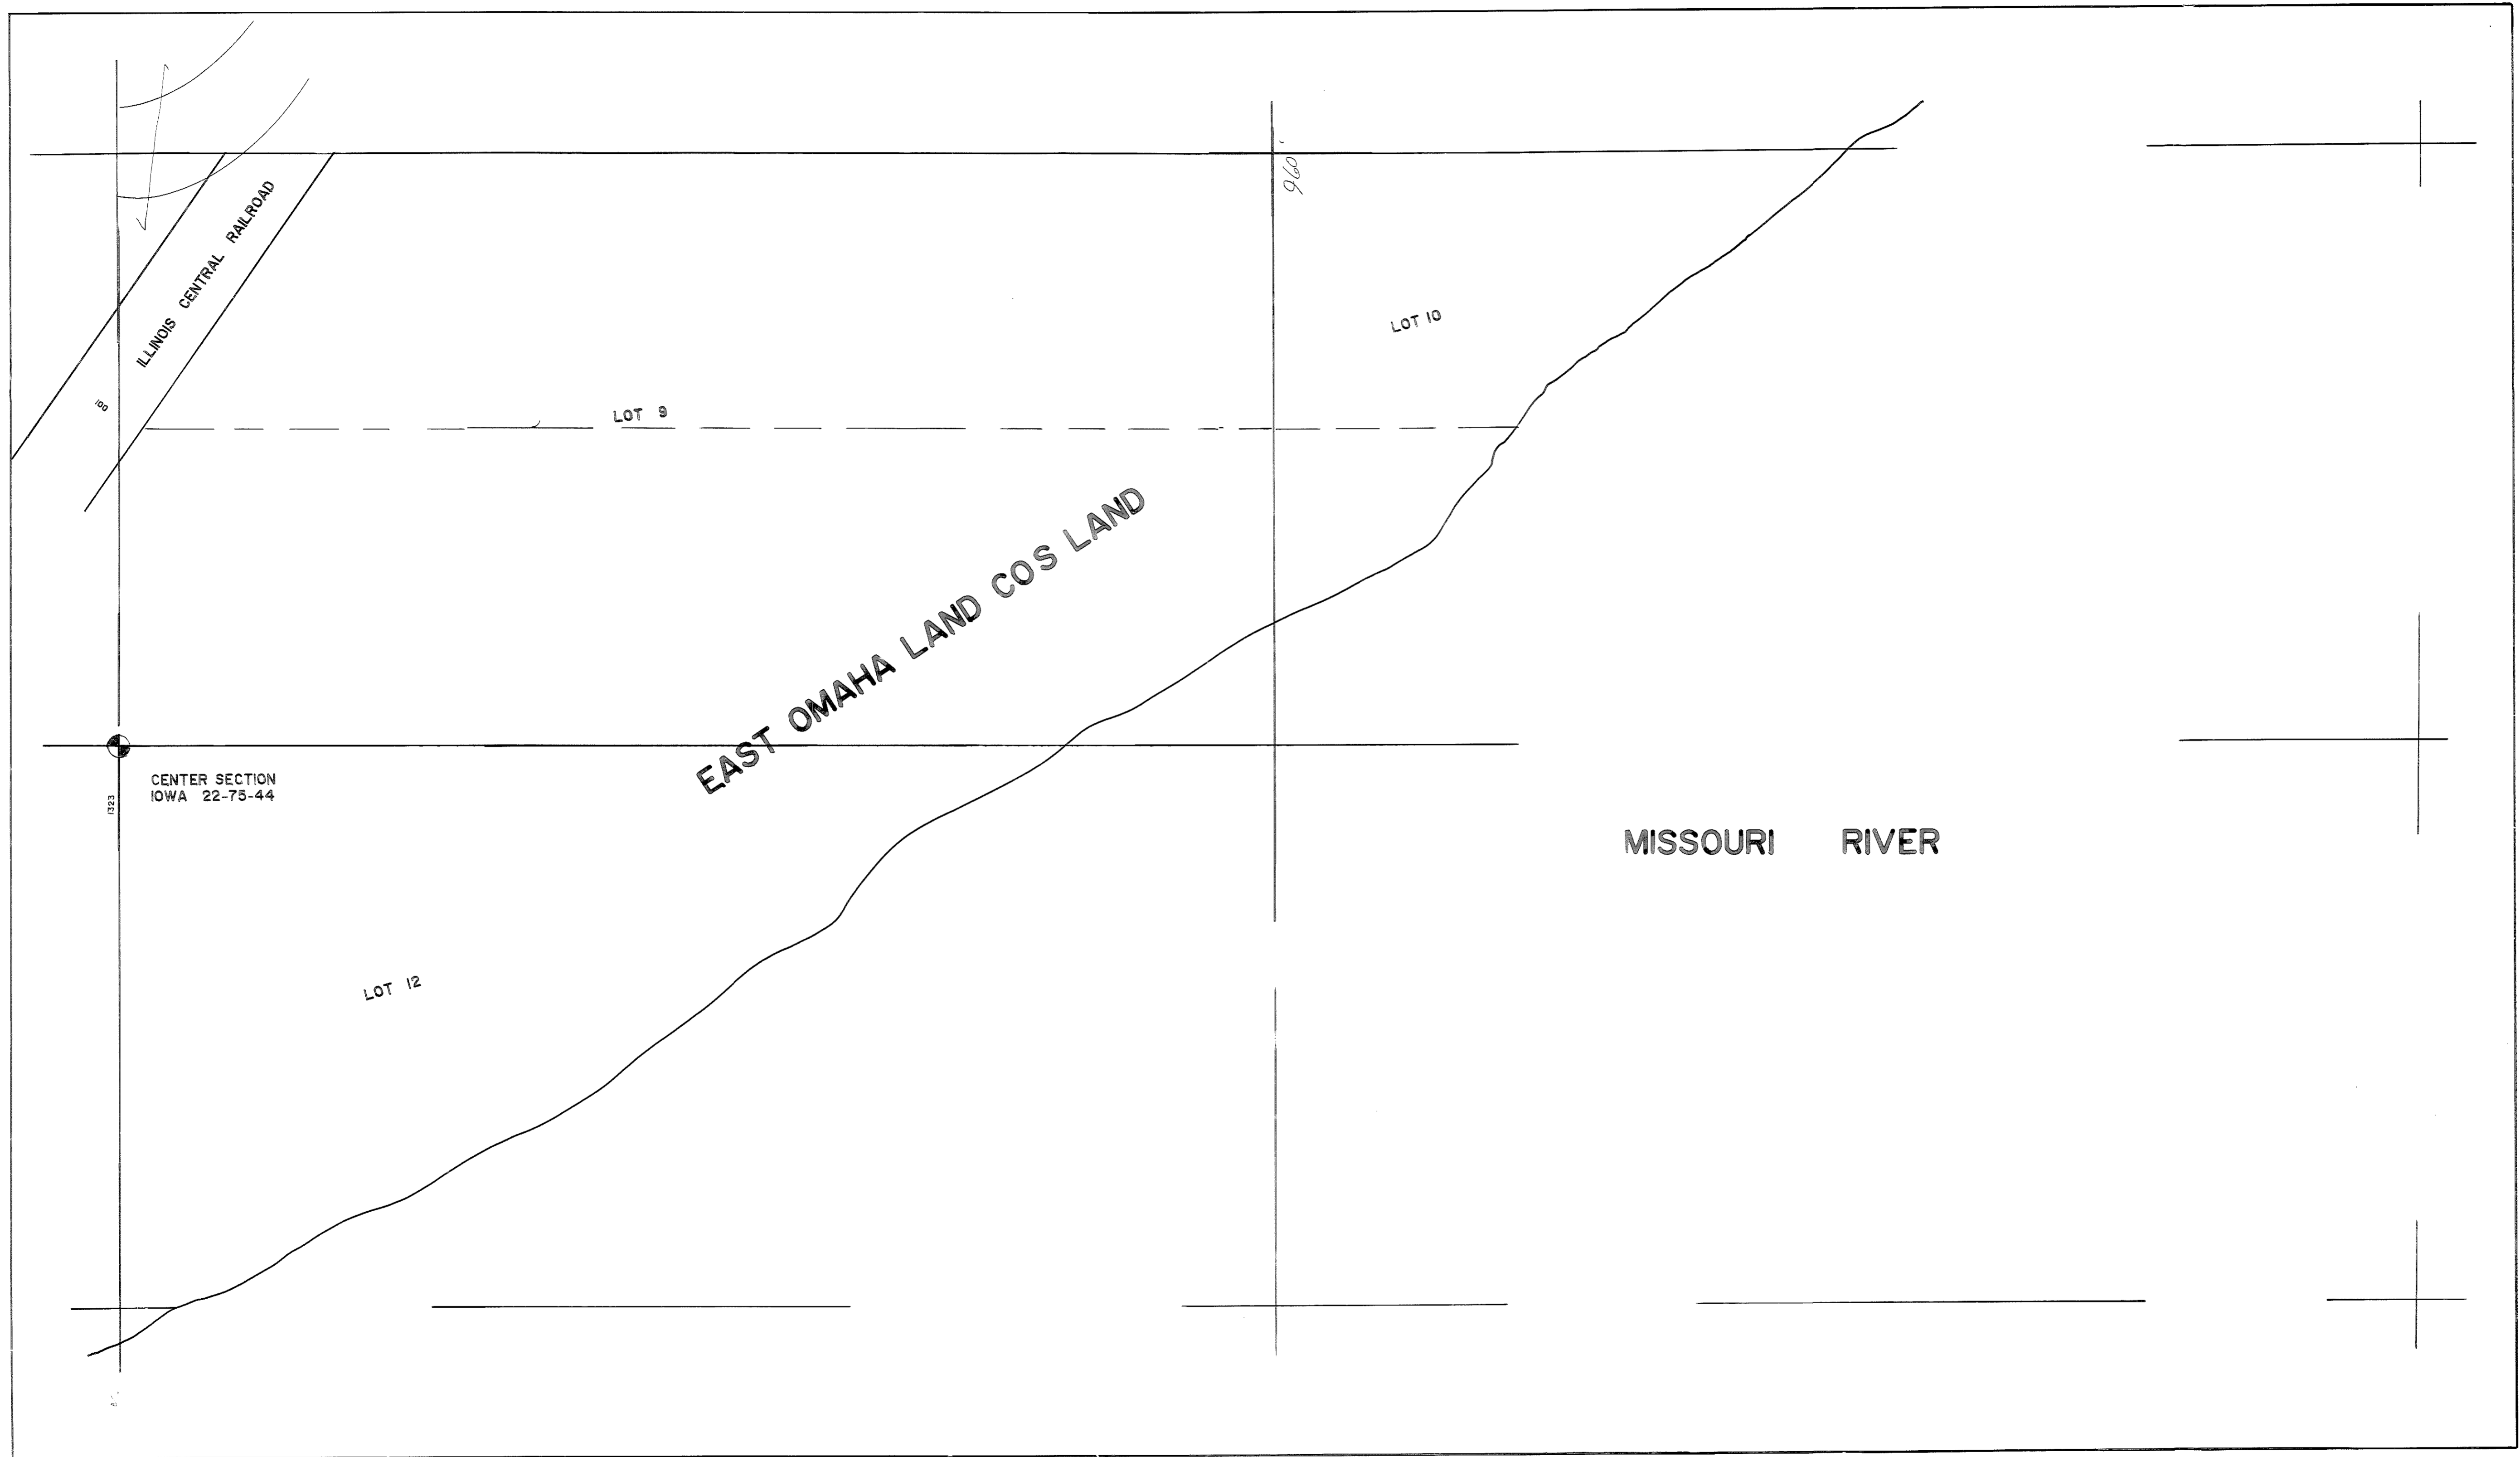 960'
ILLINOIS CENTRAL RAILROAD
100
LOT 10
LOT 9
EAST OMAHA LAND COS LAND
CENTER SECTION
IOWA 22-75-44
1323
MISSOURI RIVER
LOT 12